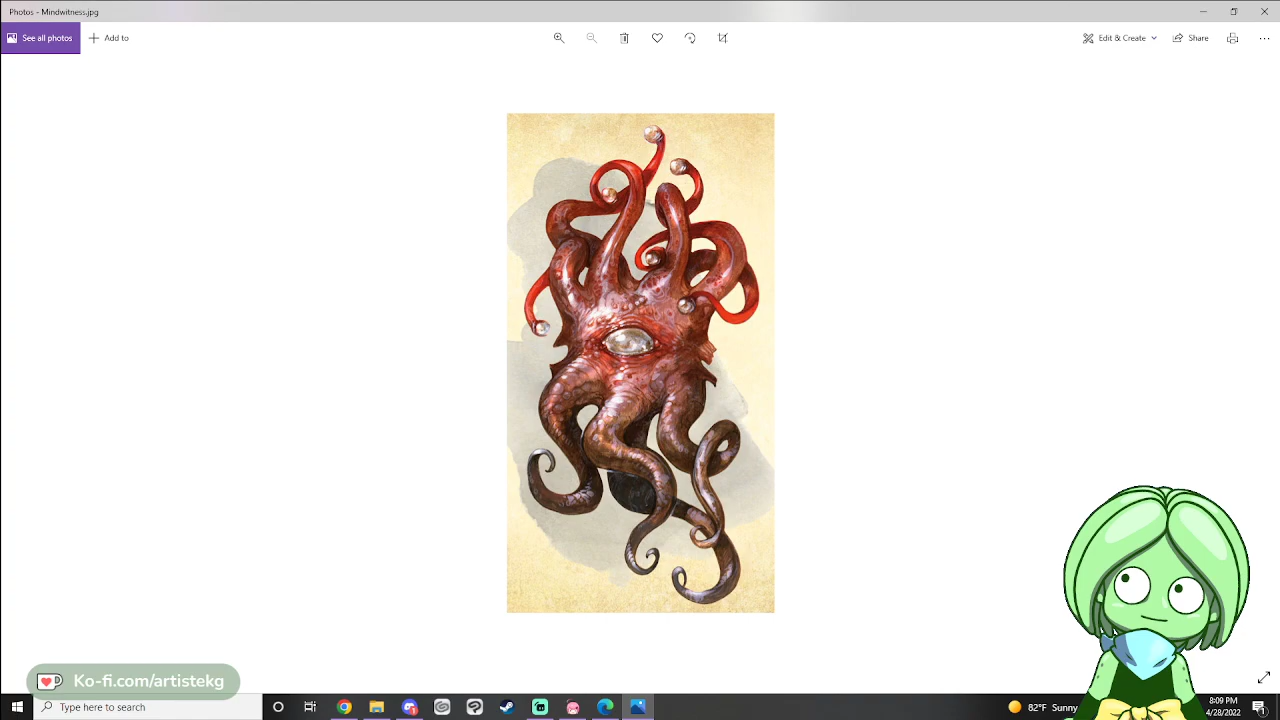 Photos - Mindwitness.jpg
See all photos
Add to
Edit & Create
Share
Ko-fi.com/artistekg
Type here to search
82°F Sunny
8:09 PM
4/28/2022